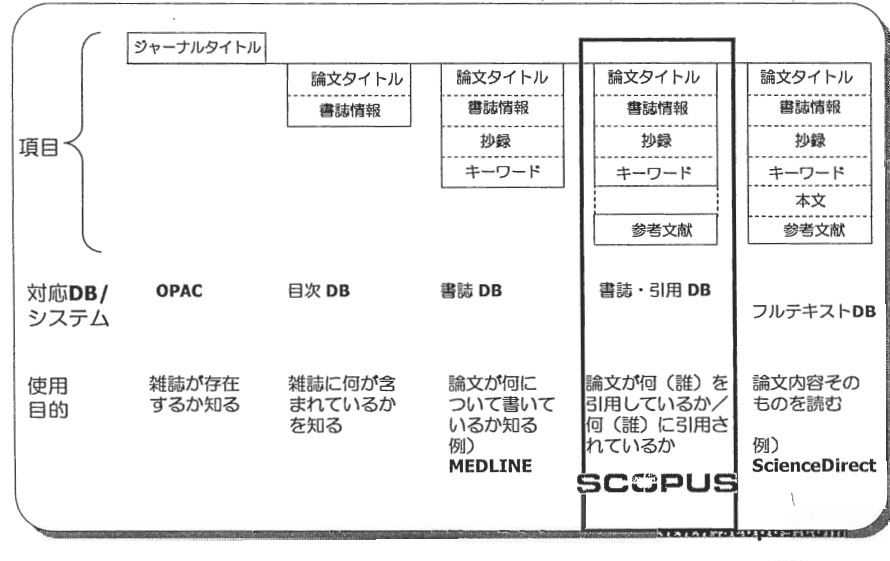 ジャーナルタイトル
論文タイトル
書誌情報
論文タイトル
書誌情報
抄録
キーワード
論文タイトル
書誌情報
抄録
キーワード
参考文献
論文タイトル
書誌情報
抄録
キーワード
本文
参考文献
項目
対応DB/
システム
OPAC
目次 DB
書誌 DB
書誌・引用 DB
フルテキストDB
使用
目的
雑誌が存在
するか知る
雑誌に何が含
まれているか
を知る
論文が何に
ついて書いて
いるか知る
例）
MEDLINE
論文が何（誰）を
引用しているか／
何（誰）に引用さ
れているか
SCOPUS
論文内容その
ものを読む
例）
ScienceDirect